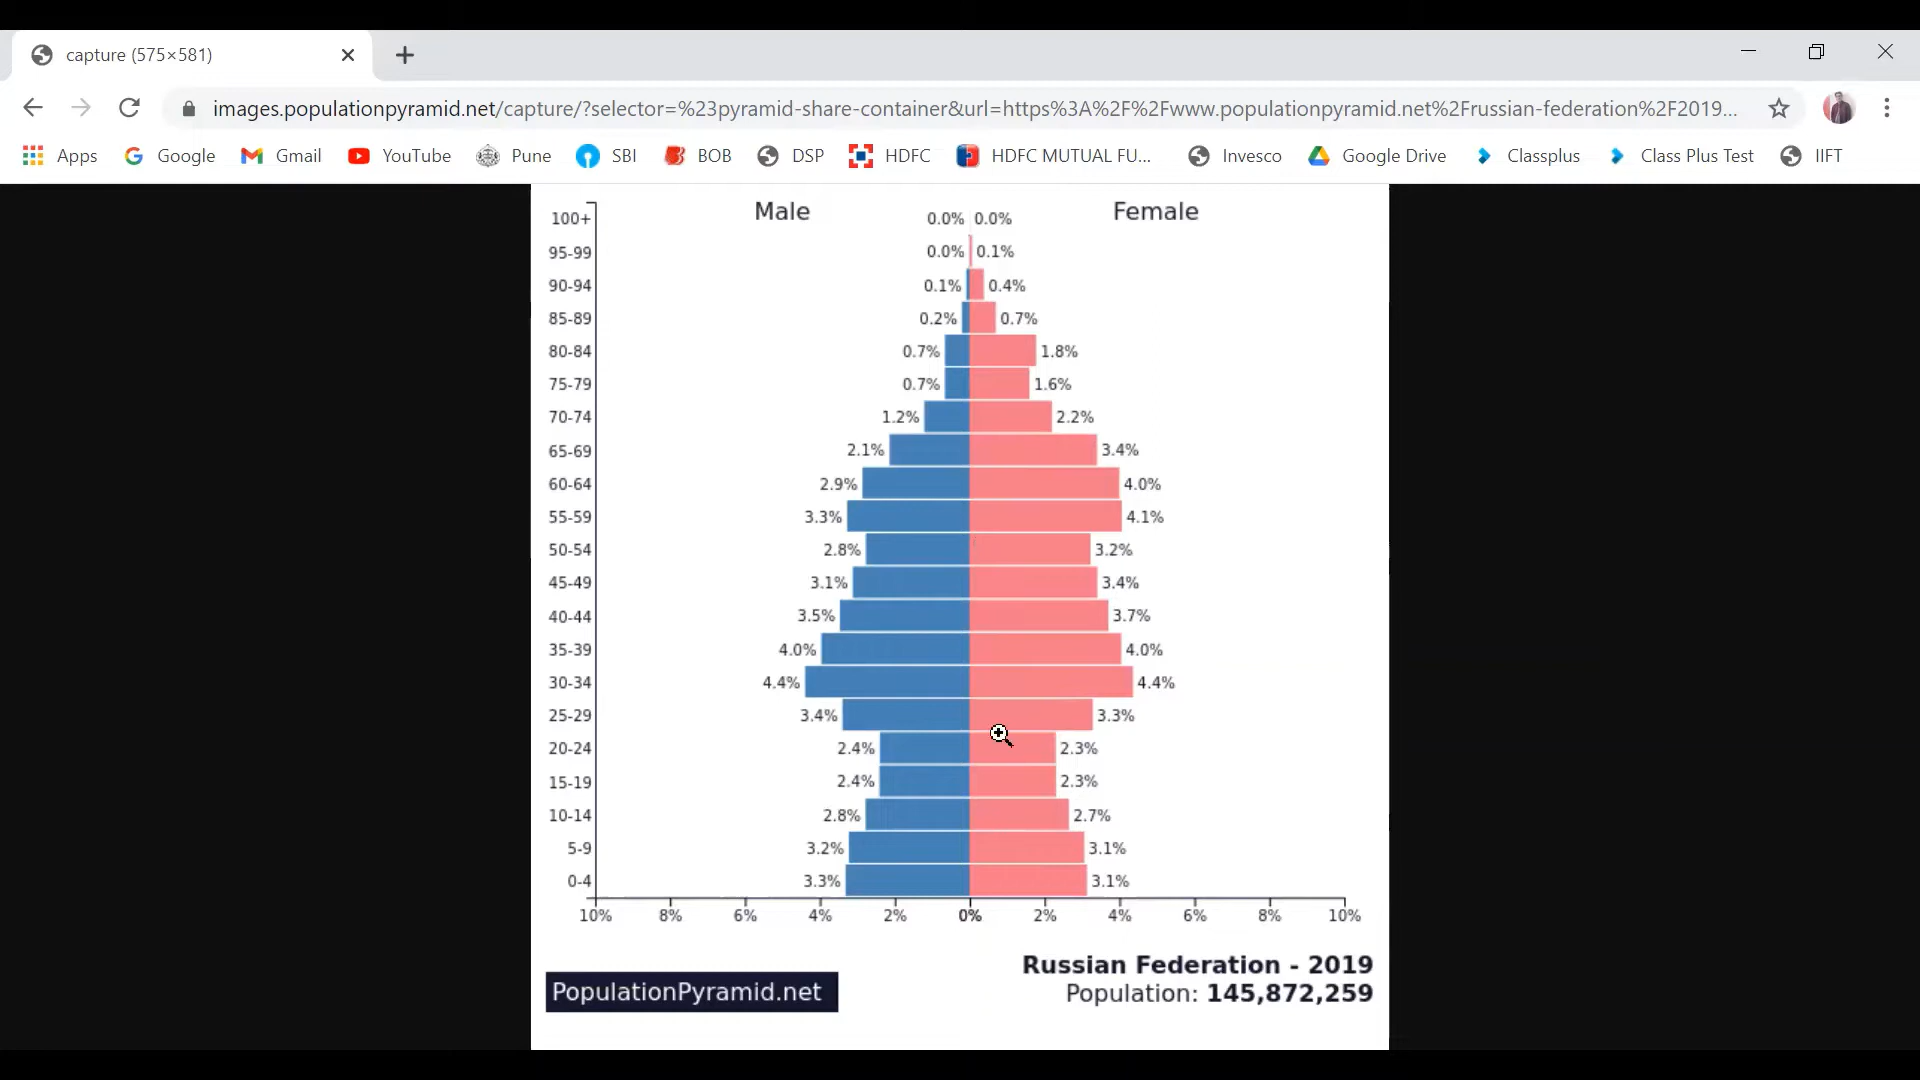 capture (575×581)
images.populationpyramid.net/capture/?selector=%23pyramid-share-container&url=https%3A%2F%2Fwww.populationpyramid.net%2Frussian-federation%2F2019...
Apps Google Gmail YouTube Pune SBI BOB DSP HDFC HDFC MUTUAL FU... Invesco Google Drive Classplus Class Plus Test IIFT
Male Female
100+ 0.0% 0.0%
95-99 0.0% 0.1%
90-94 0.1% 0.4%
85-89 0.2% 0.7%
80-84 0.7% 1.8%
75-79 0.7% 1.6%
70-74 1.2% 2.2%
65-69 2.1% 3.4%
60-64 2.9% 4.0%
55-59 3.3% 4.1%
50-54 2.8% 3.2%
45-49 3.1% 3.4%
40-44 3.5% 3.7%
35-39 4.0% 4.0%
30-34 4.4% 4.4%
25-29 3.4% 3.3%
20-24 2.4% 2.3%
15-19 2.4% 2.3%
10-14 2.8% 2.7%
5-9 3.2% 3.1%
0-4 3.3% 3.1%
10% 8% 6% 4% 2% 0% 2% 4% 6% 8% 10%
Russian Federation - 2019
PopulationPyramid.net Population: 145,872,259